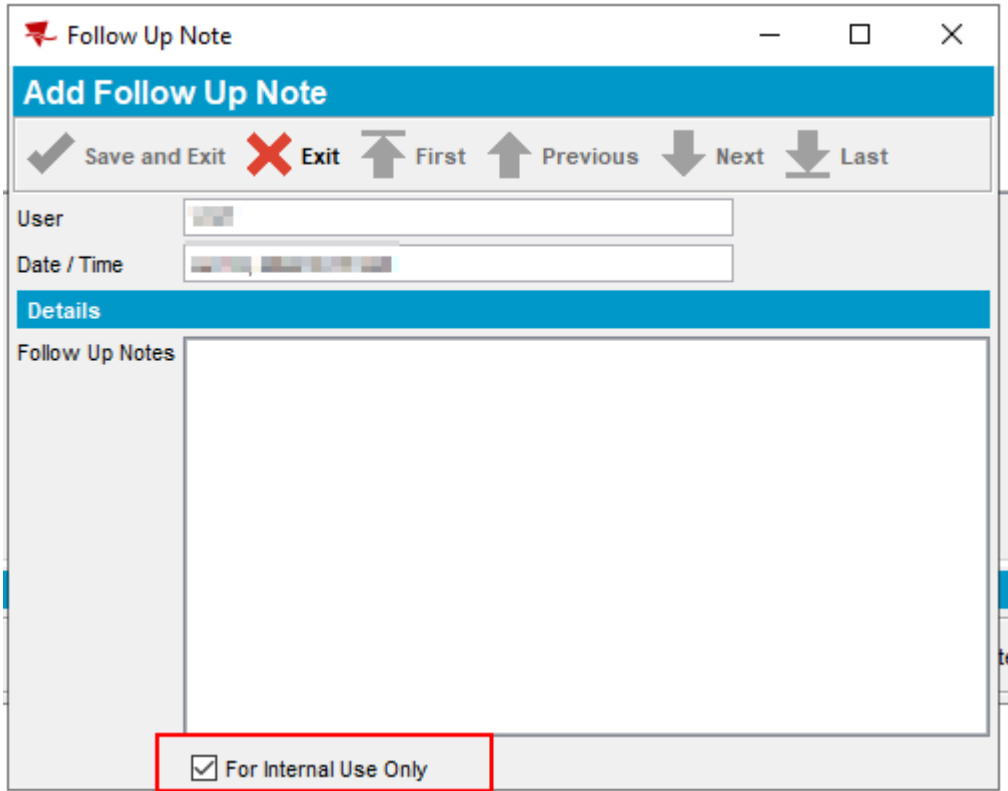 Follow Up Note
Add Follow Up Note
Save and Exit Exit First Previous Next Last
User
Date / Time
Details
Follow Up Notes
For Internal Use Only